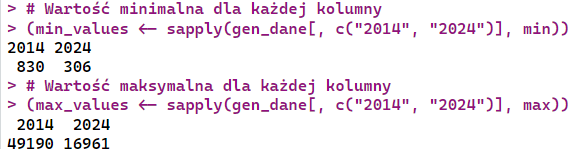 > # Wartość minimalna dla każdej kolumny
> (min_values <- sapply(gen_dane[, c("2014", "2024")], min))
2014 2024
 830  306
> # Wartość maksymalna dla każdej kolumny
> (max_values <- sapply(gen_dane[, c("2014", "2024")], max))
 2014  2024
49190 16961